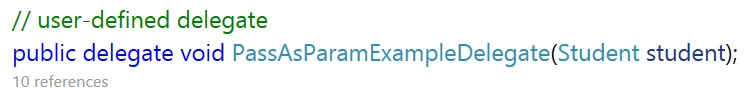 // user-defined delegate
public delegate void PassAsParamExampleDelegate(Student student);
10 references